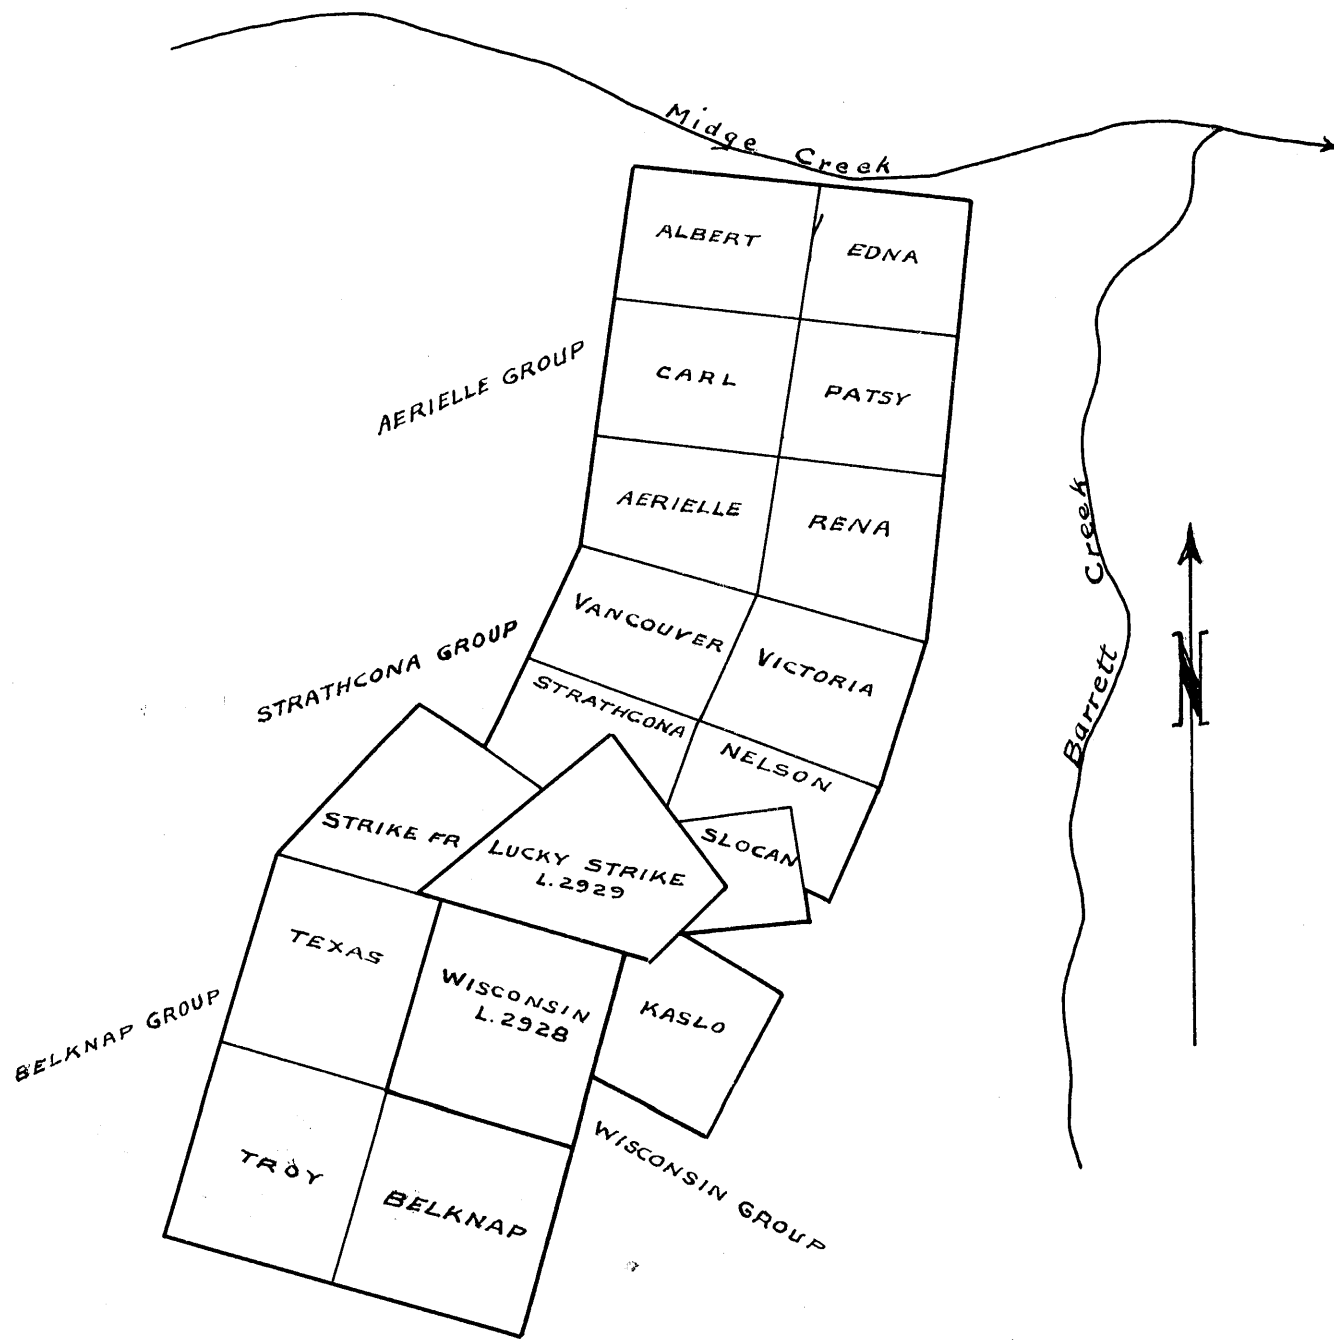 Midge Creek
ALBERT
EDNA
AERIELLE GROUP
CARL
PATSY
AERIELLE
RENA
Barrett Creek
N
STRATHCONA GROUP
VANCOUVER
VICTORIA
STRATHCONA
NELSON
STRIKE FR
LUCKY STRIKE
L.2929
SLOCAN
BELKNAP GROUP
TEXAS
WISCONSIN
L.2928
KASLO
TROY
BELKNAP
WISCONSIN GROUP